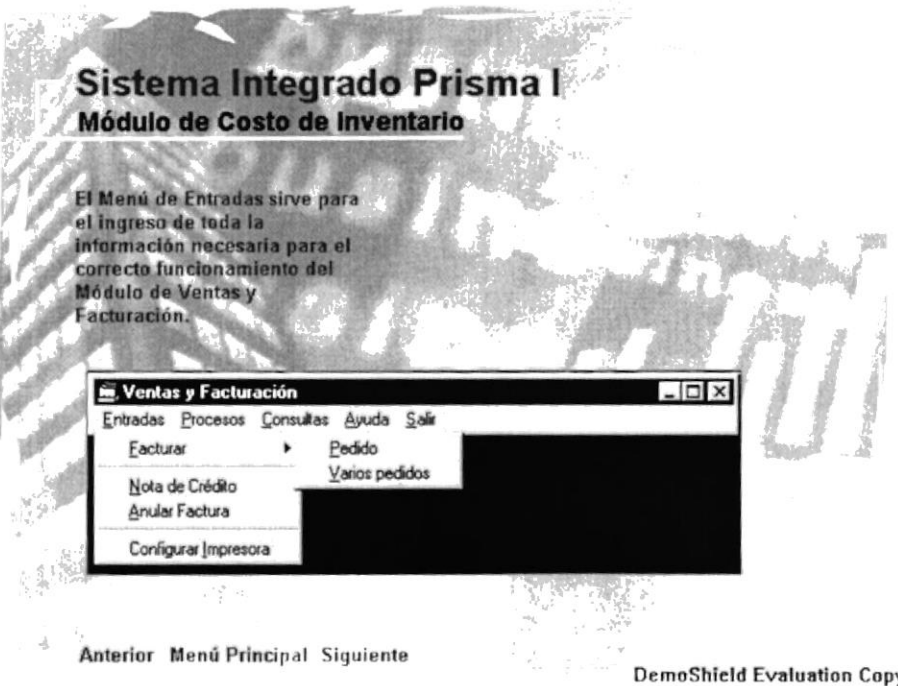 Sistema Integrado Prisma I
Módulo de Costo de Inventario
El Menú de Entradas sirve para
el ingreso de toda la
información necesaria para el
correcto funcionamiento del
Módulo de Ventas y
Facturación.
Ventas y Facturación
Entradas Procesos Consultas Ayuda Salir
Facturar Pedido
Varios pedidos
Nota de Crédito
Anular Factura
Configurar Impresora
Anterior Menú Principal Siguiente
DemoShield Evaluation Copy